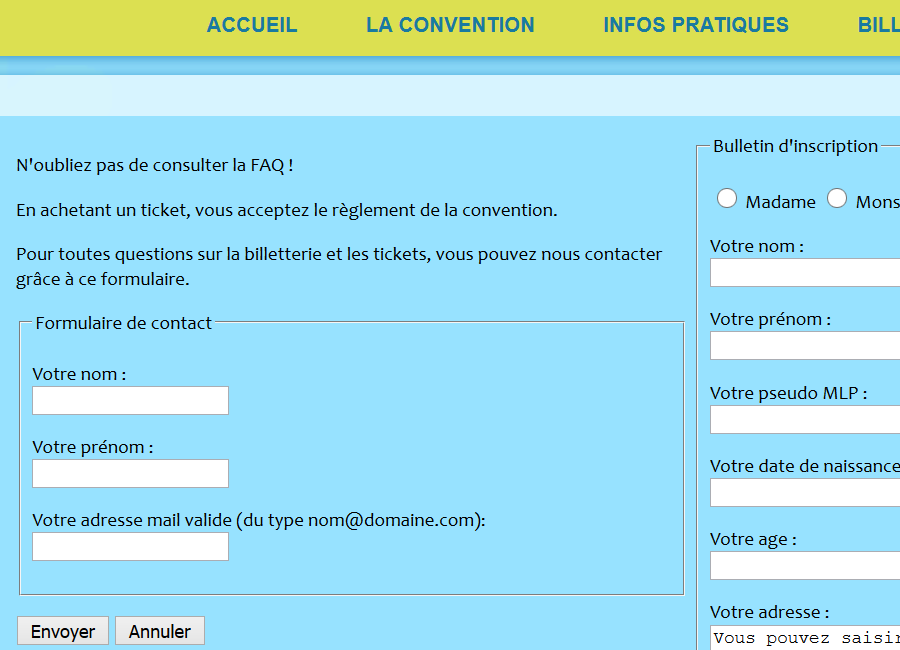 ACCUEIL LA CONVENTION INFOS PRATIQUES
N'oubliez pas de consulter la FAQ !
En achetant un ticket, vous acceptez le règlement de la convention.
Pour toutes questions sur la billetterie et les tickets, vous pouvez nous contacter
grâce à ce formulaire.
Formulaire de contact
Votre nom :
Votre prénom :
Votre adresse mail valide (du type nom@domaine.com):
Envoyer Annuler
Bulletin d'inscription
Madame
Votre nom :
Votre prénom :
Votre pseudo MLP :
Votre date de naissance
Votre age :
Votre adresse :
Vous pouvez